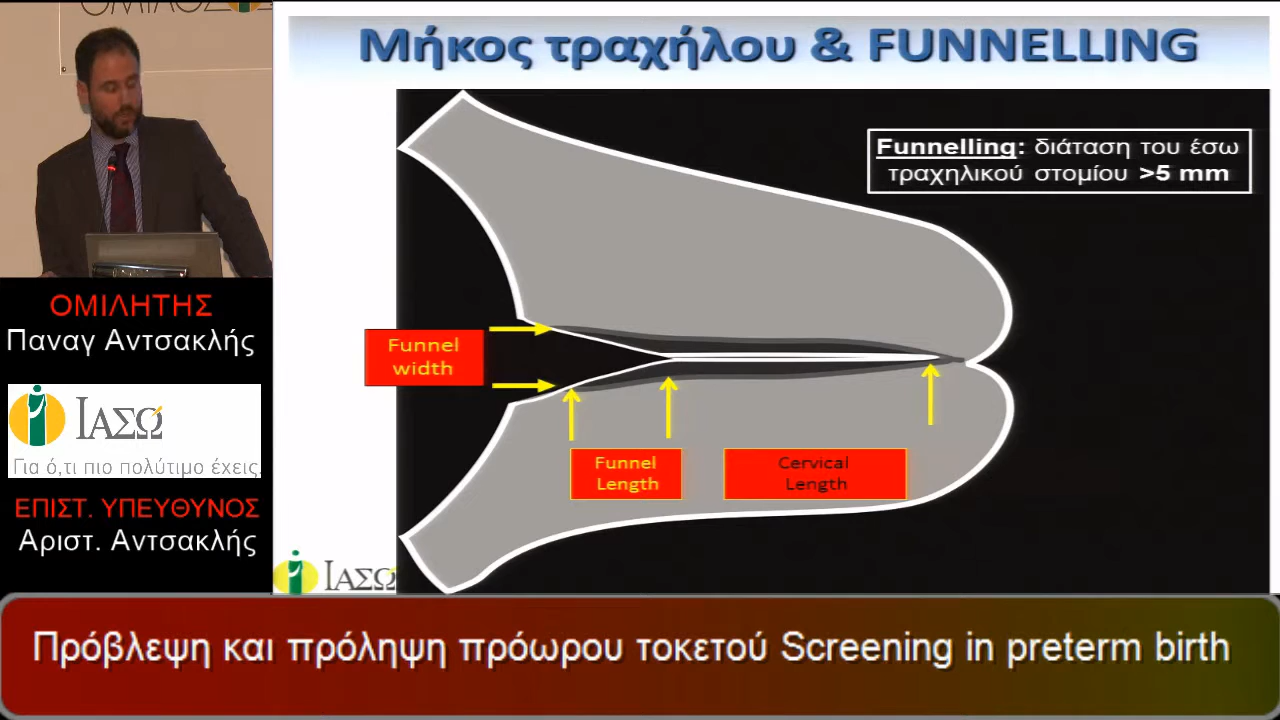 ΟΜΙΛΟΣ
Μήκος τραχήλου & FUNNELLING
Funnelling: διάταση του έσω
τραχηλικού στομίου >5 mm
Funnel
width
Funnel
Length
Cervical
Length
ΙΑΣΩ
ΟΜΙΛΗΤΗΣ
Παναγ Αντσακλής
ΙΑΣΩ
Για ό,τι πιο πολύτιμο έχεις.
ΕΠΙΣΤ. ΥΠΕΥΘΥΝΟΣ
Αριστ. Αντσακλής
Πρόβλεψη και πρόληψη πρόωρου τοκετού Screening in preterm birth